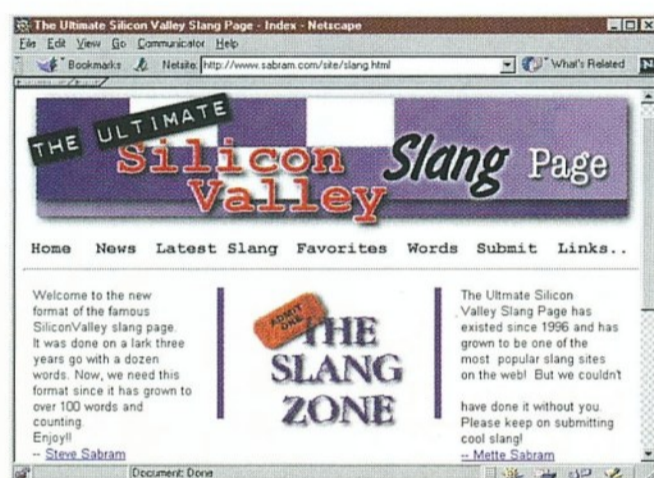 The Ultimate Silicon Valley Slang Page - Index - Netscape
File Edit View Go Communicator Help
Bookmarks Netsite: http://www.sabram.com/site/slang.html What's Related N
THE ULTIMATE
Silicon
Valley
Slang Page
Home News Latest Slang Favorites Words Submit Links..
Welcome to the new
format of the famous
SiliconValley slang page.
It was done on a lark three
years go with a dozen
words. Now, we need this
format since it has grown to
over 100 words and
counting.
Enjoy!!
-- Steve Sabram
ADMIT
ONE
THE
SLANG
ZONE
The Ultmate Silicon
Valley Slang Page has
existed since 1996 and has
grown to be one of the
most popular slang sites
on the web! But we couldn't
have done it without you.
Please keep on submitting
cool slang!
-- Mette Sabram
Document: Done